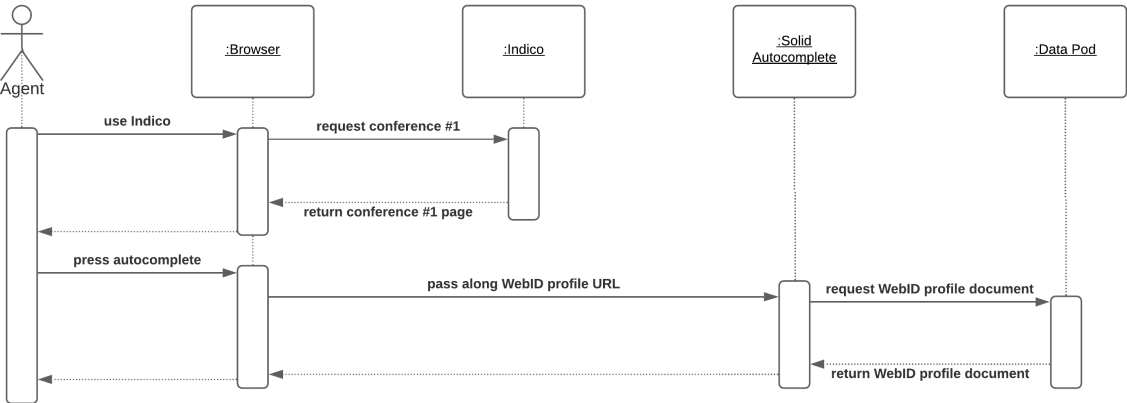 :Browser
:Indico
:Solid
Autocomplete
:Data Pod
Agent
use Indico
request conference #1
return conference #1 page
press autocomplete
pass along WebID profile URL
request WebID profile document
return WebID profile document